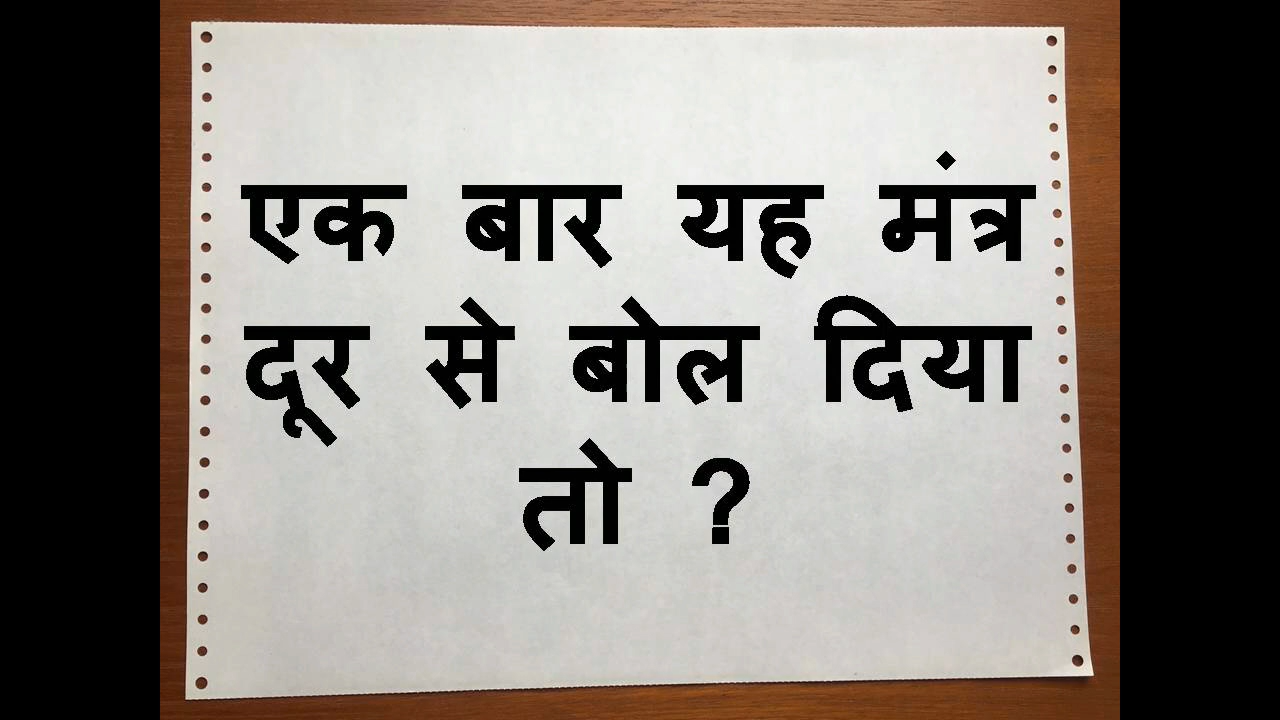 एक बार यह मंत्र
दूर से बोल दिया
तो ?